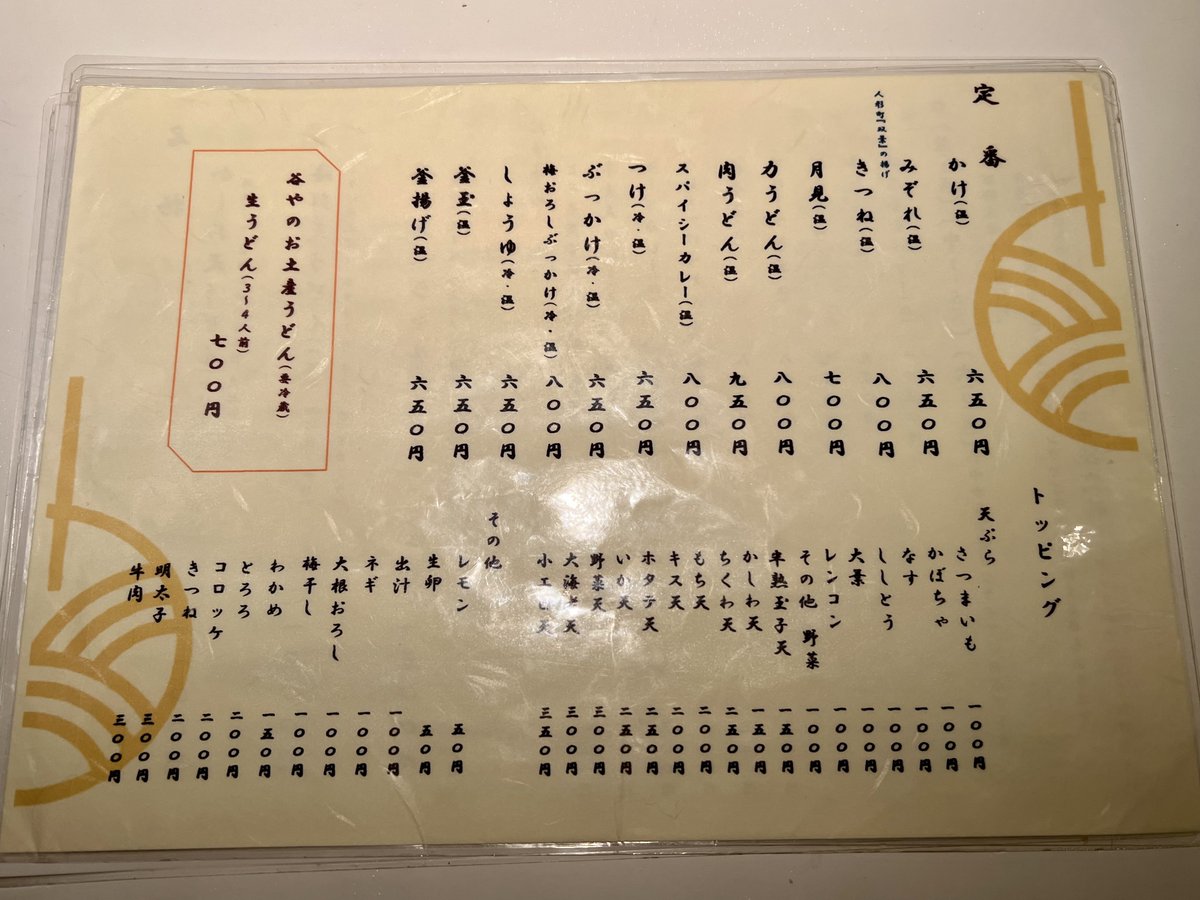 定番
かけ(温) 六五〇円
みぞれ(温) 六五〇円
人形町「双葉」の揚げ
きつね(温) 八〇〇円
月見(温) 七〇〇円
力うどん(温) 八〇〇円
肉うどん(温) 九五〇円
スパイシーカレー(温) 八〇〇円
つけ(冷・温) 六五〇円
ぶっかけ(冷・温) 六五〇円
梅おろしぶっかけ(冷・温) 八〇〇円
しょうゆ(冷・温) 六五〇円
釜玉(温) 六五〇円
釜揚げ(温) 六五〇円
谷やのお土産うどん(要冷蔵)
生うどん(3〜4人前)
七〇〇円
トッピング
天ぷら
さつまいも 一〇〇円
かぼちゃ 一〇〇円
なす 一〇〇円
ししとう 一〇〇円
大葉 一〇〇円
レンコン 一〇〇円
その他 野菜 一〇〇円
半熟玉子天 一五〇円
かしわ天 一五〇円
ちくわ天 二五〇円
もち天 二〇〇円
キス天 二〇〇円
ホタテ天 二五〇円
いか天 二五〇円
野菜天 三〇〇円
大海老天 三〇〇円
小エビ天 三五〇円
その他
レモン 五〇円
生卵 五〇円
出汁 一〇〇円
ネギ 一〇〇円
大根おろし 一〇〇円
梅干し 一〇〇円
わかめ 一五〇円
とろろ 二〇〇円
コロッケ 二〇〇円
きつね 二〇〇円
明太子 三〇〇円
牛肉 三〇〇円